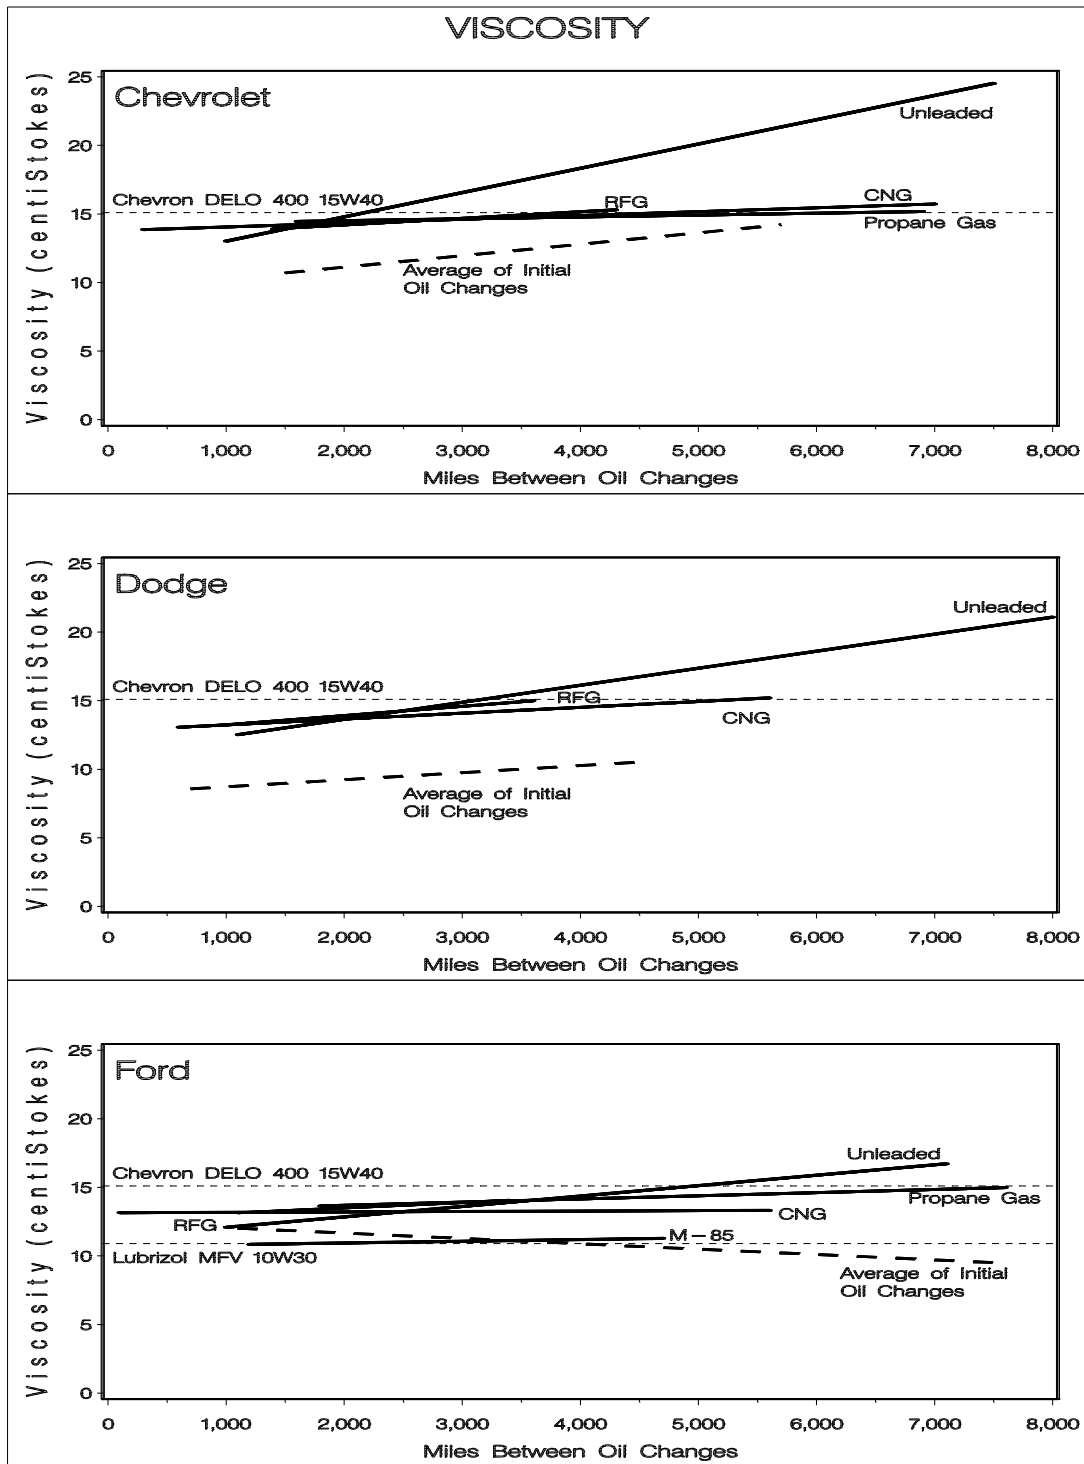 VISCOSITY
Viscosity (centiStokes)
25
20
15
10
5
0
Chevrolet
Unleaded
Chevron DELO 400 15W40
RFG
CNG
Propane Gas
Average of Initial
Oil Changes
0 1,000 2,000 3,000 4,000 5,000 6,000 7,000 8,000
Miles Between Oil Changes
Viscosity (centiStokes)
25
20
15
10
5
0
Dodge
Unleaded
Chevron DELO 400 15W40
RFG
CNG
Average of Initial
Oil Changes
0 1,000 2,000 3,000 4,000 5,000 6,000 7,000 8,000
Miles Between Oil Changes
Viscosity (centiStokes)
25
20
15
10
5
0
Ford
Unleaded
Chevron DELO 400 15W40
Propane Gas
CNG
RFG
M-85
Lubrizol MFV 10W30
Average of Initial
Oil Changes
0 1,000 2,000 3,000 4,000 5,000 6,000 7,000 8,000
Miles Between Oil Changes